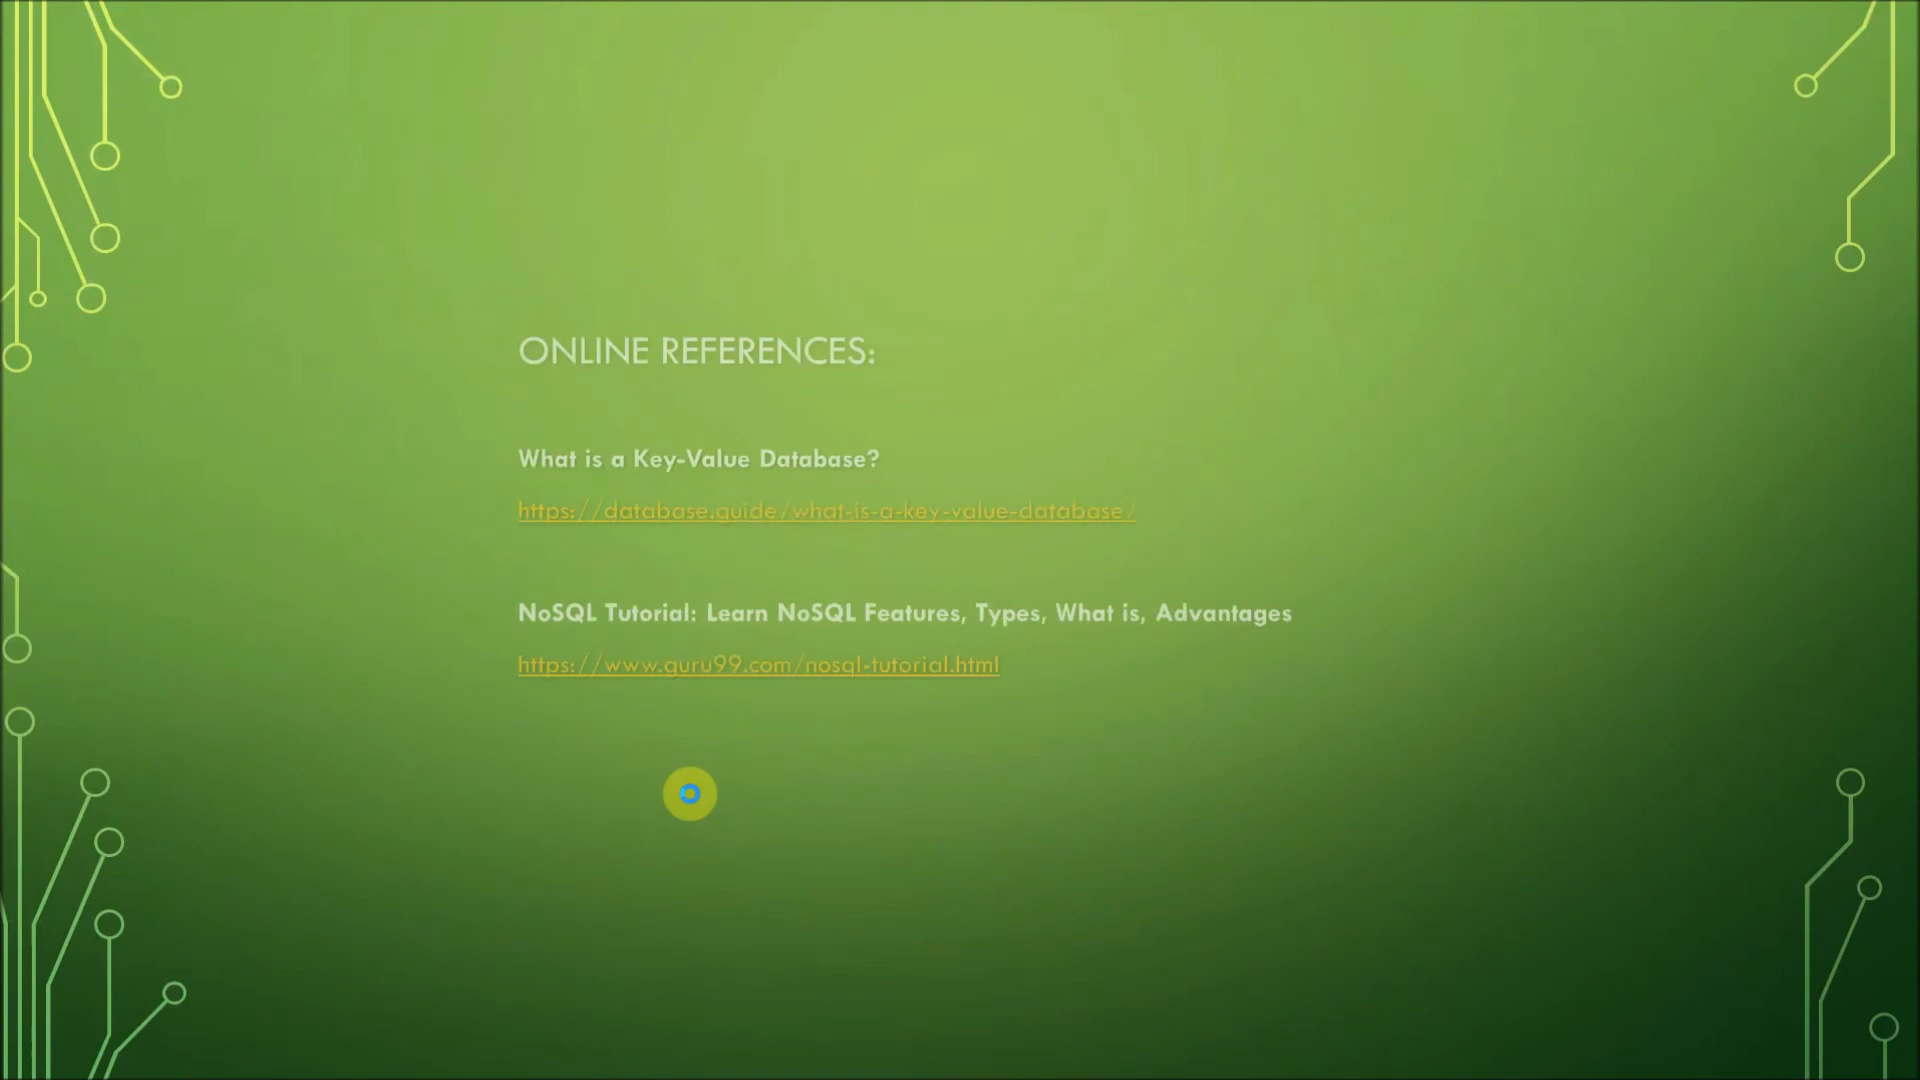 ONLINE REFERENCES:
What is a Key-Value Database?
https://database.guide/what-is-a-key-value-database/
NoSQL Tutorial: Learn NoSQL Features, Types, What is, Advantages
https://www.guru99.com/nosql-tutorial.html